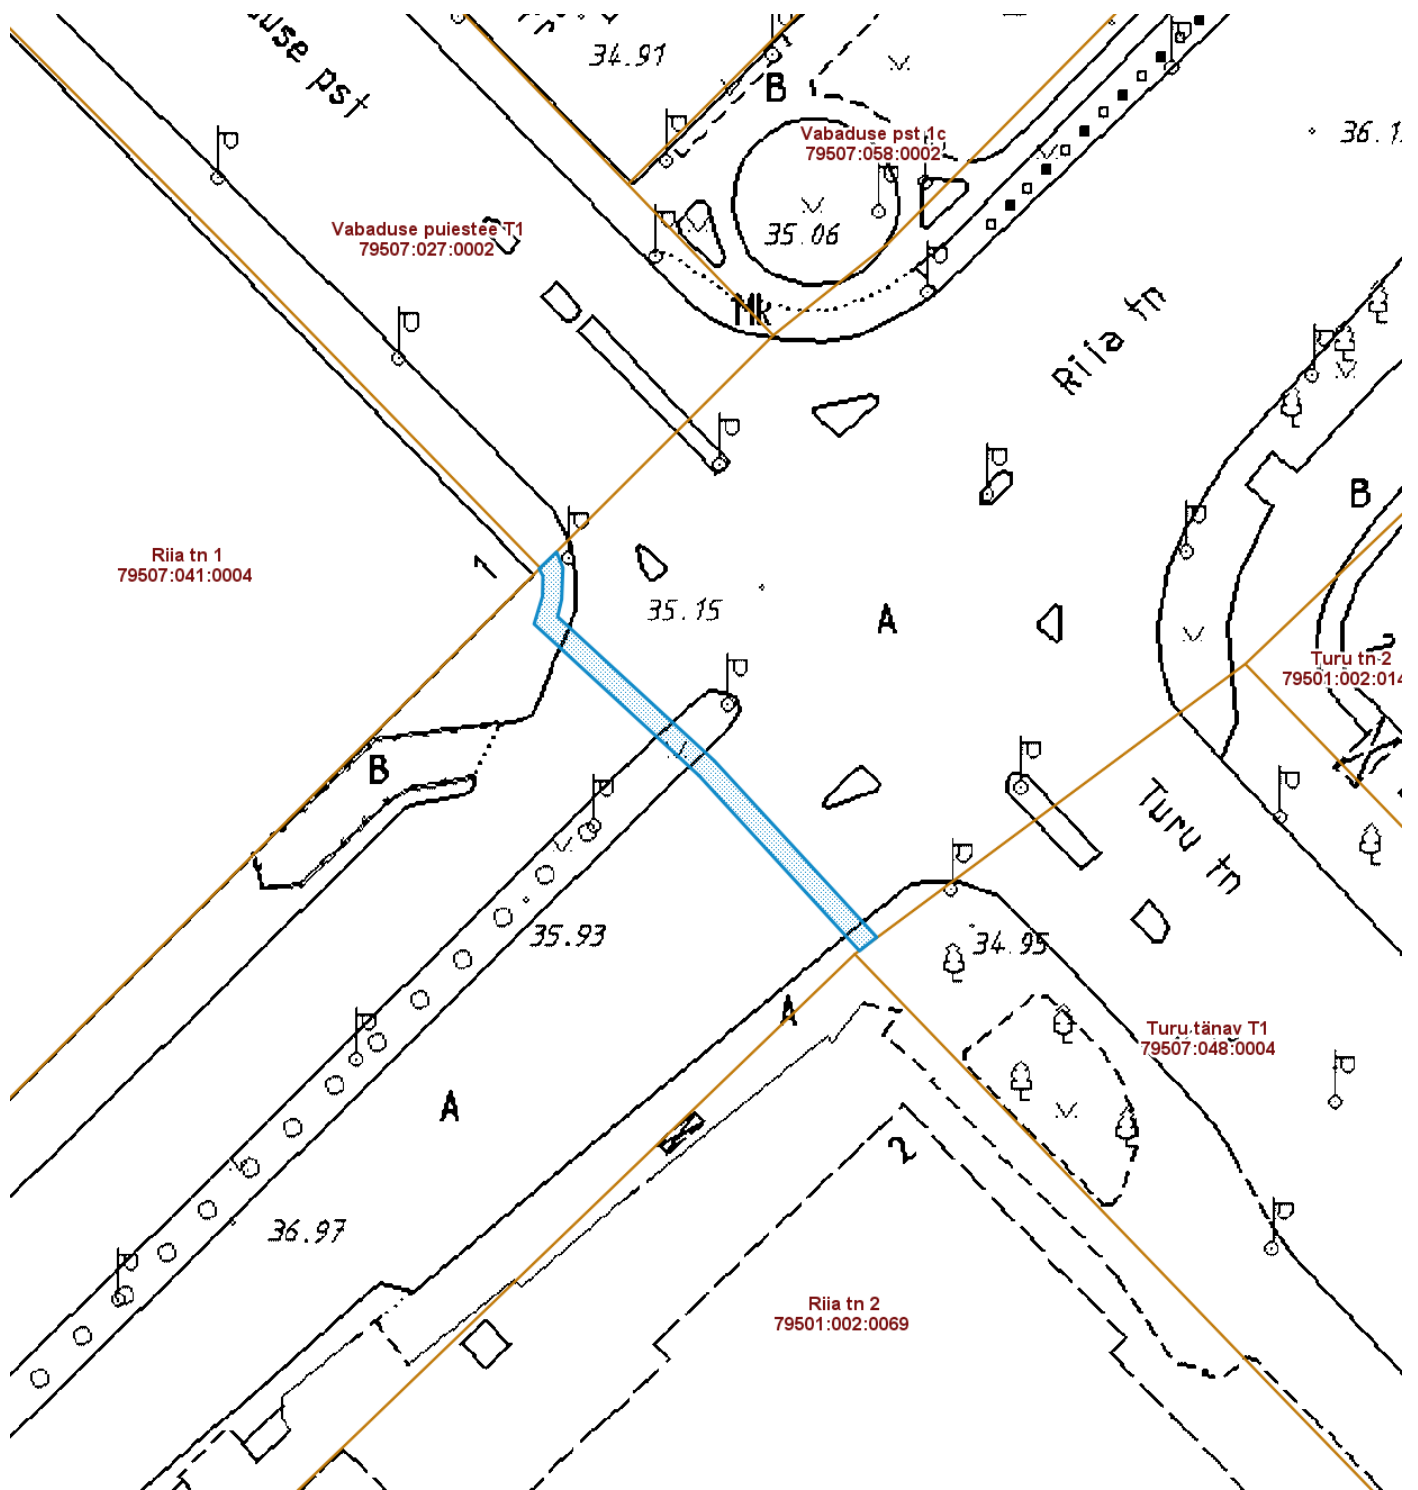 use pst
34.91
B
Vabaduse pst 1c
79507:058:0002
36.1
Vabaduse puiestee T1
79507:027:0002
35.06
Mk
Riia tn
B
Riia tn 1
79507:041:0004
1
35.15
A
Turu tn 2
79501:002:014
B
Turu tn
35.93
34.95
A
Turu tänav T1
79507:048:0004
A
2
36.97
Riia tn 2
79501:002:0069